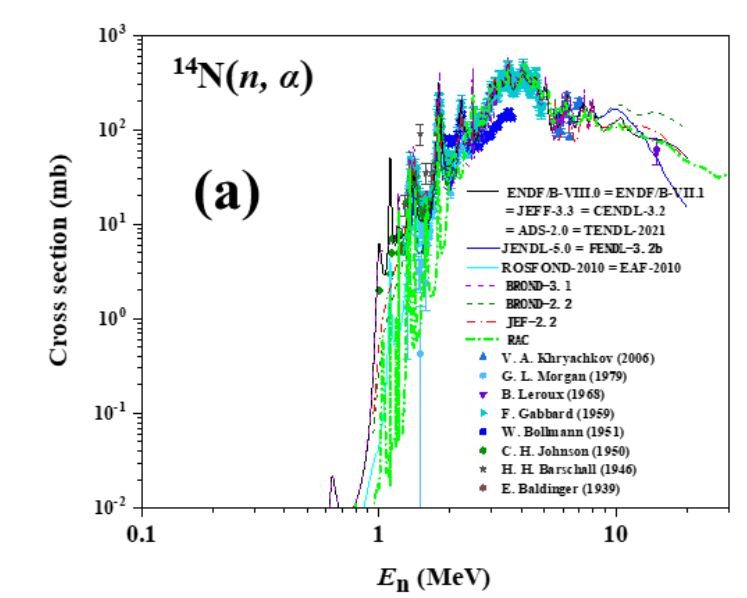 10³
10²
10¹
10⁰
10⁻¹
10⁻²
Cross section (mb)
¹⁴N(n, α)
(a)
ENDF/B-VIII.0 = ENDF/B-VII.1
= JEFF-3.3 = CENDL-3.2
= ADS-2.0 = TENDL-2021
JENDL-5.0 = FENDL-3.2b
ROSFOND-2010 = EAF-2010
BROND-3.1
BROND-2.2
JEF-2.2
RAC
V. A. Khryachkov (2006)
G. L. Morgan (1979)
B. Leroux (1968)
F. Gabbard (1959)
W. Bollmann (1951)
C. H. Johnson (1950)
H. H. Barschall (1946)
E. Baldinger (1939)
0.1 1 10
Eₙ (MeV)